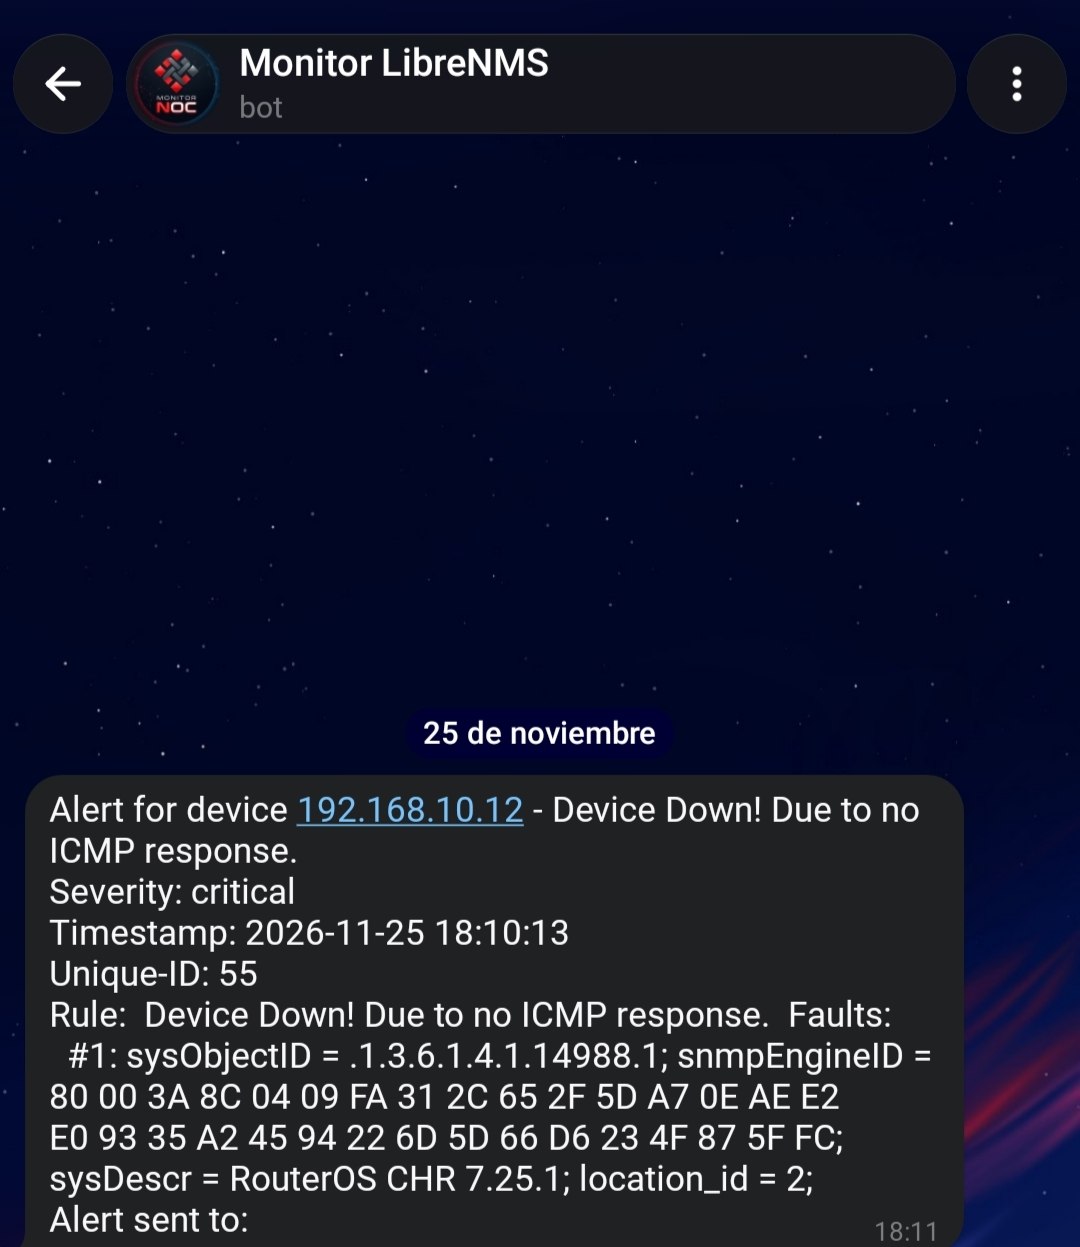 Monitor LibreNMS
MONITOR
NOC
bot
25 de noviembre
Alert for device 192.168.10.12 - Device Down! Due to no
ICMP response.
Severity: critical
Timestamp: 2026-11-25 18:10:13
Unique-ID: 55
Rule:  Device Down! Due to no ICMP response.  Faults:
#1: sysObjectID = .1.3.6.1.4.1.14988.1; snmpEngineID =
80 00 3A 8C 04 09 FA 31 2C 65 2F 5D A7 0E AE E2
E0 93 35 A2 45 94 22 6D 5D 66 D6 23 4F 87 5F FC;
sysDescr = RouterOS CHR 7.25.1; location_id = 2;
Alert sent to:
18:11